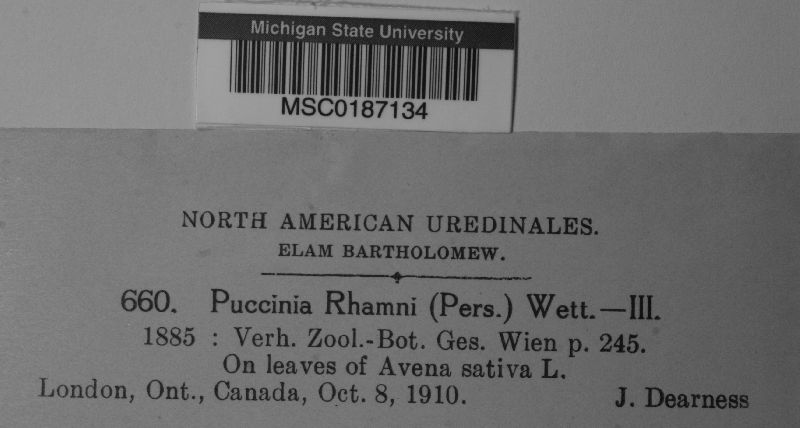 Michigan State University
MSC0187134
NORTH AMERICAN UREDINALES.
ELAM BARTHOLOMEW.
660. Puccinia Rhamni (Pers.) Wett.—III.
1885 : Verh. Zool.-Bot. Ges. Wien p. 245.
On leaves of Avena sativa L.
London, Ont., Canada, Oct. 8, 1910. J. Dearness